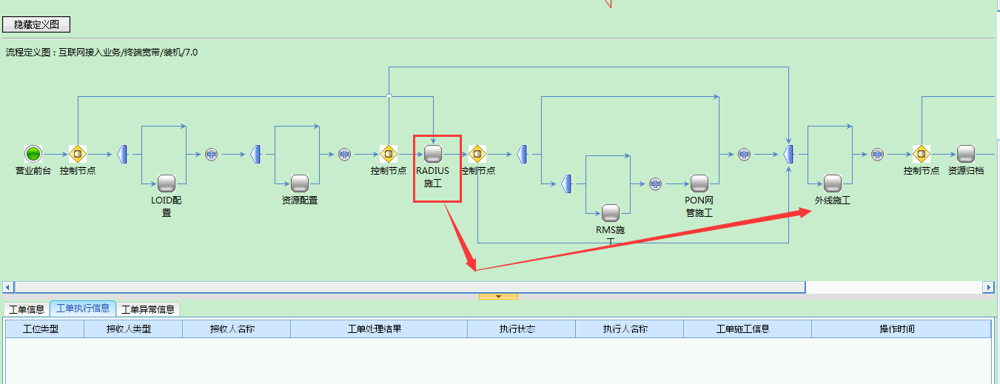 隐藏定义图
流程定义图：互联网接入业务/终端宽带/装机/7.0
营业前台
控制节点
LOID配
置
资源配置
控制节点
RADIUS
施工
控制节点
RMS施
工
PON网
管施工
外线施工
控制节点
资源归档
工单信息
工单执行信息
工单异常信息
工位类型
接收人类型
接收人名称
工单处理结果
执行状态
执行人名称
工单施工信息
操作时间